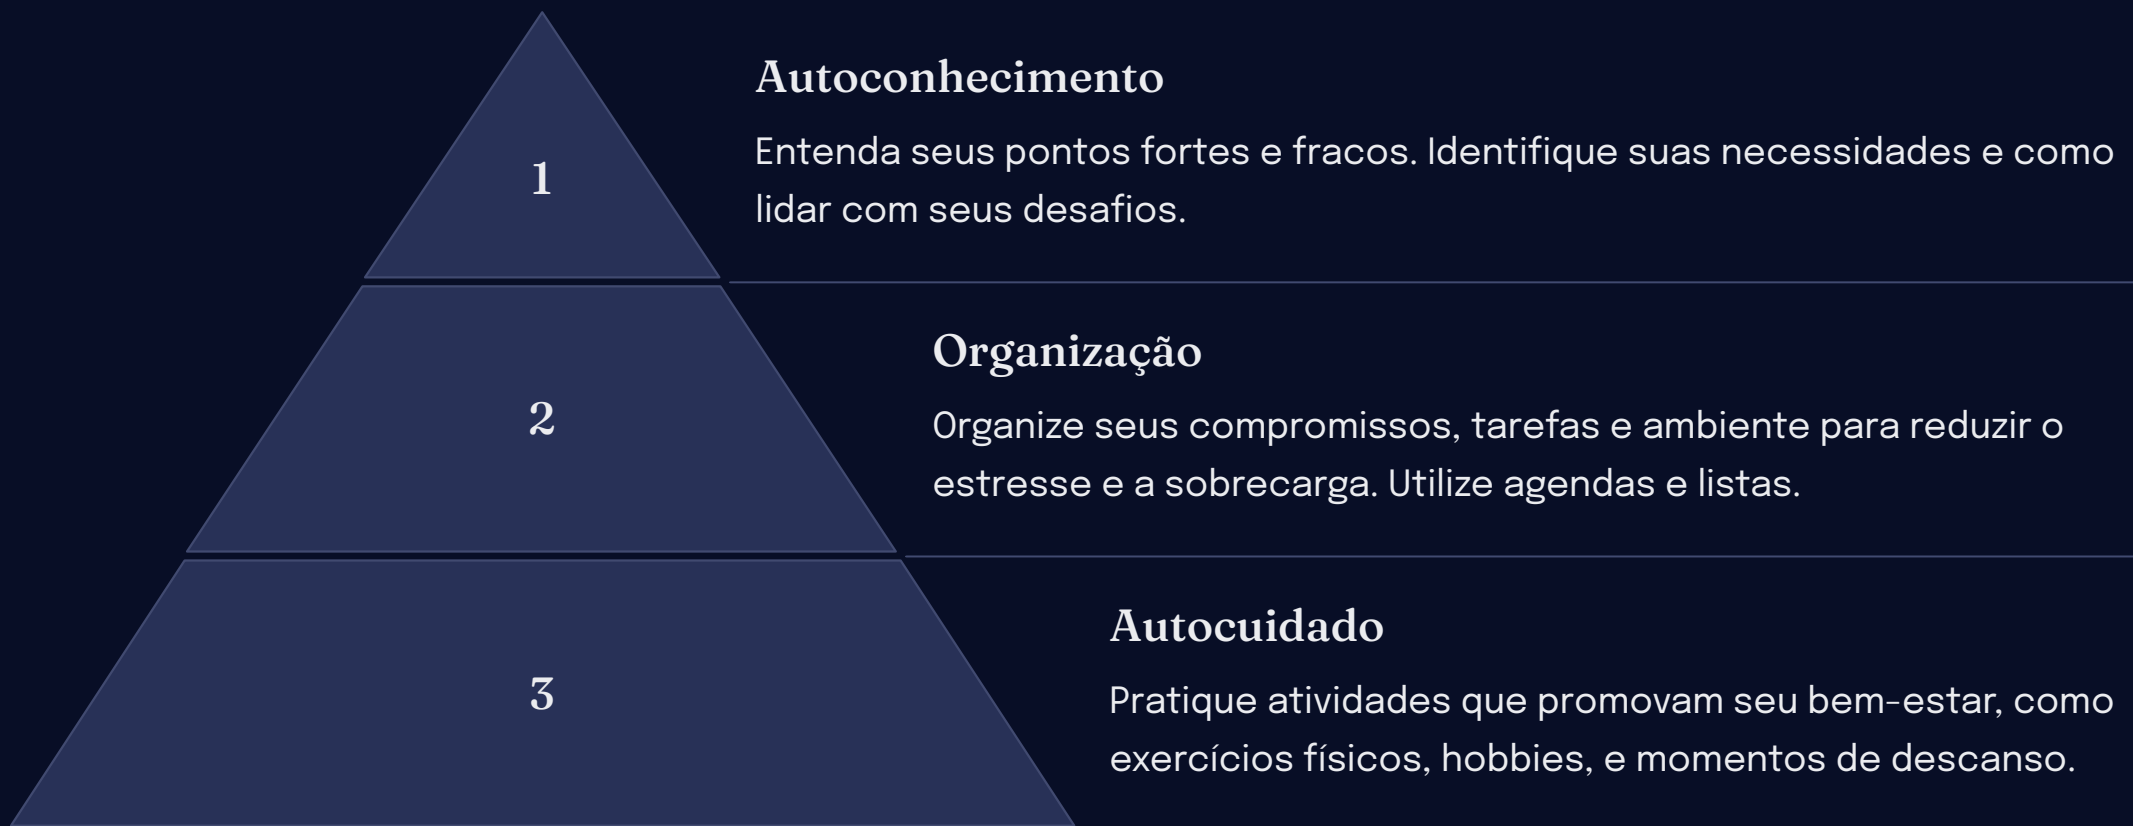 1
Autoconhecimento
Entenda seus pontos fortes e fracos. Identifique suas necessidades e como
lidar com seus desafios.
2
Organização
Organize seus compromissos, tarefas e ambiente para reduzir o
estresse e a sobrecarga. Utilize agendas e listas.
3
Autocuidado
Pratique atividades que promovam seu bem-estar, como
exercícios físicos, hobbies, e momentos de descanso.